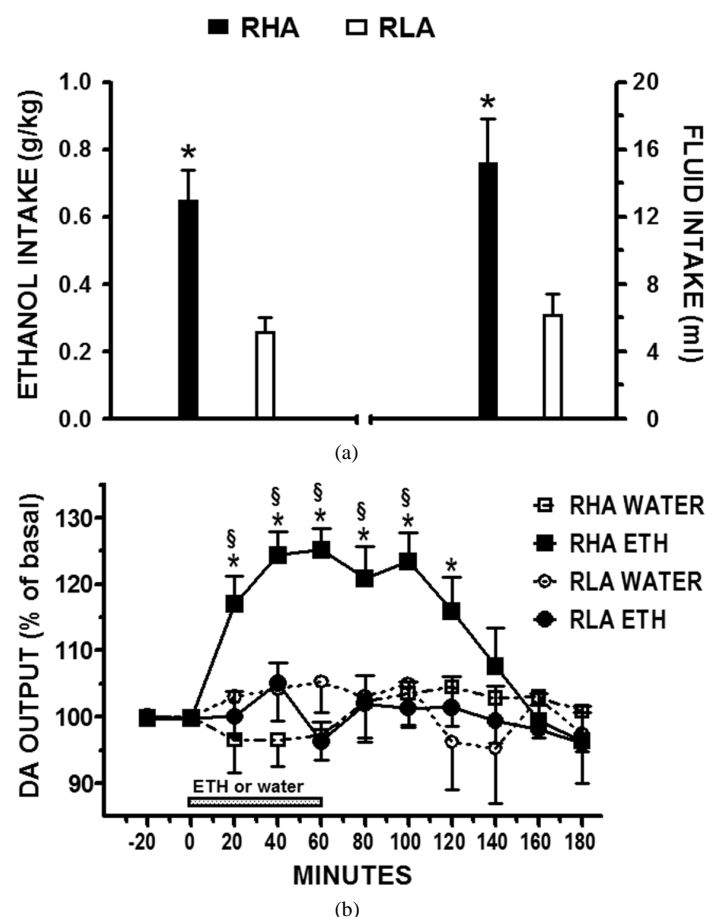 RHA RLA
ETHANOL INTAKE (g/kg)
1.0
0.8
0.6
0.4
0.2
0.0
* *
FLUID INTAKE (ml)
20
16
12
8
4
0
(a)
DA OUTPUT (% of basal)
130
120
110
100
90
§ § § § §
* * * * * *
RHA WATER
RHA ETH
RLA WATER
RLA ETH
ETH or water
-20 0 20 40 60 80 100 120 140 160 180
MINUTES
(b)